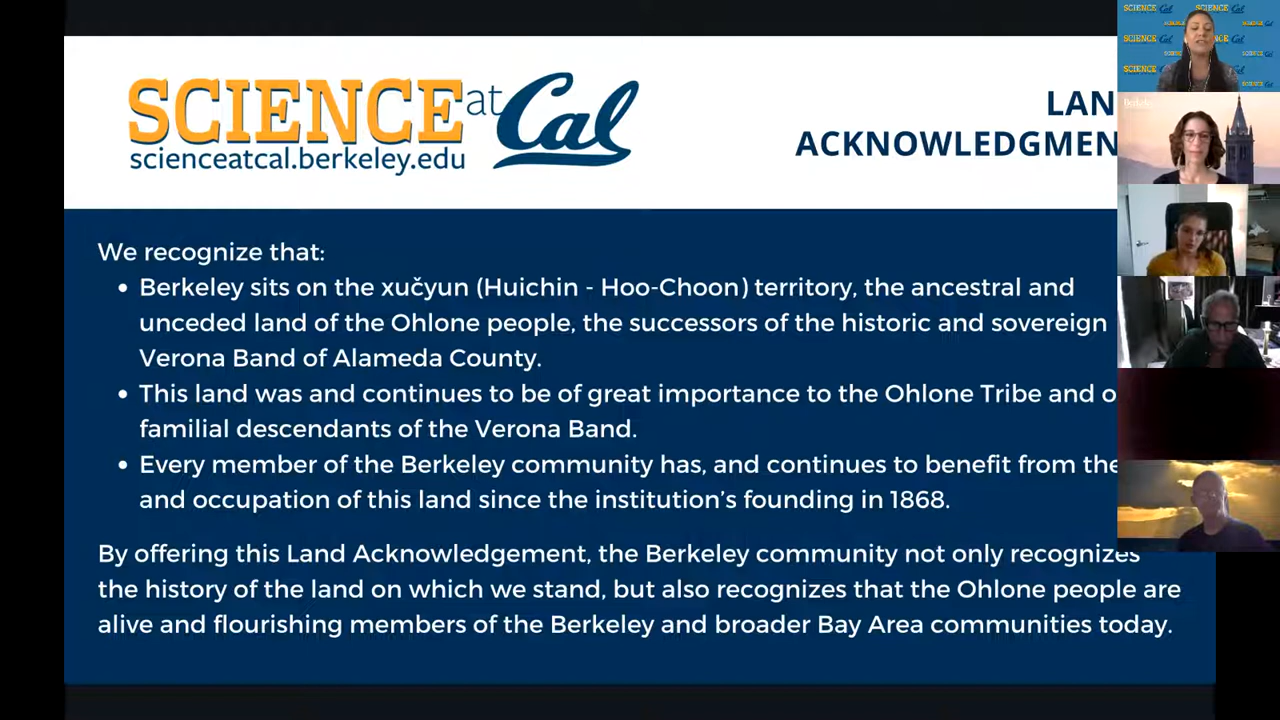 SCIENCE at Cal
scienceatcal.berkeley.edu
LAN
ACKNOWLEDGMEN
We recognize that:
• Berkeley sits on the xučyun (Huichin - Hoo-Choon) territory, the ancestral and
unceded land of the Ohlone people, the successors of the historic and sovereign
Verona Band of Alameda County.
• This land was and continues to be of great importance to the Ohlone Tribe and o
familial descendants of the Verona Band.
• Every member of the Berkeley community has, and continues to benefit from the
and occupation of this land since the institution's founding in 1868.
By offering this Land Acknowledgement, the Berkeley community not only recognizes
the history of the land on which we stand, but also recognizes that the Ohlone people are
alive and flourishing members of the Berkeley and broader Bay Area communities today.
SCIENCE Cal
SCIENCE Cal
SCIENCE Cal